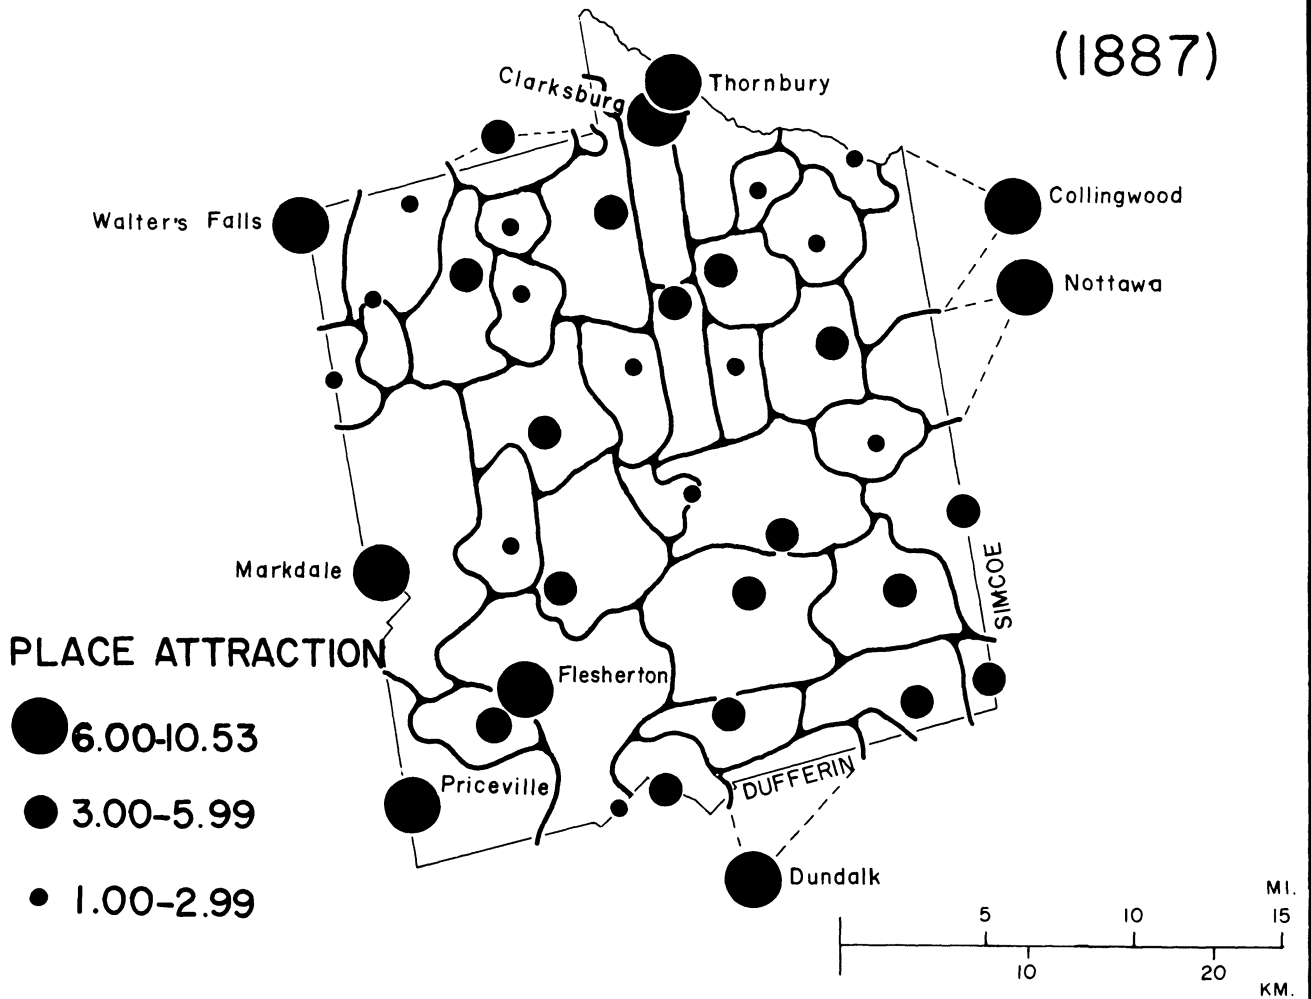 (1887)
Clarksburg
Thornbury
Walter's Falls
Collingwood
Nottawa
Markdale
SIMCOE
PLACE ATTRACTION
6.00-10.53
3.00-5.99
1.00-2.99
Flesherton
Priceville
DUFFERIN
Dundalk
MI.
5 10 15
10 20
KM.